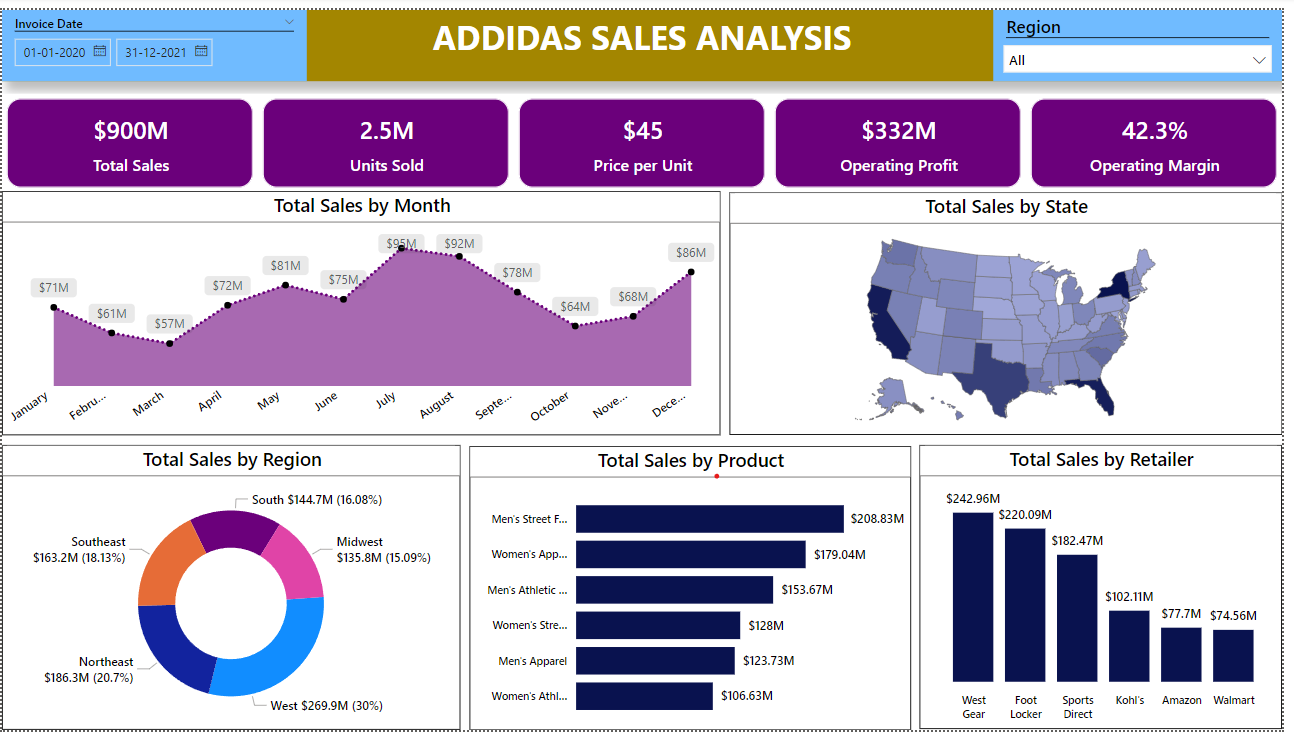 Invoice Date
01-01-2020
31-12-2021
ADDIDAS SALES ANALYSIS
Region
All
$900M
Total Sales
2.5M
Units Sold
$45
Price per Unit
$332M
Operating Profit
42.3%
Operating Margin
Total Sales by Month
$71M
$61M
$57M
$72M
$81M
$75M
$95M
$92M
$78M
$64M
$68M
$86M
January
Febru...
March
April
May
June
July
August
Septe...
October
Nove...
Dece...
Total Sales by State
Total Sales by Region
South $144.7M (16.08%)
Midwest
$135.8M (15.09%)
West $269.9M (30%)
Northeast
$186.3M (20.7%)
Southeast
$163.2M (18.13%)
Total Sales by Product
Men's Street F... $208.83M
Women's App... $179.04M
Men's Athletic ... $153.67M
Women's Stre... $128M
Men's Apparel $123.73M
Women's Athl... $106.63M
Total Sales by Retailer
$242.96M
$220.09M
$182.47M
$102.11M
$77.7M
$74.56M
West
Gear
Foot
Locker
Sports
Direct
Kohl's
Amazon
Walmart